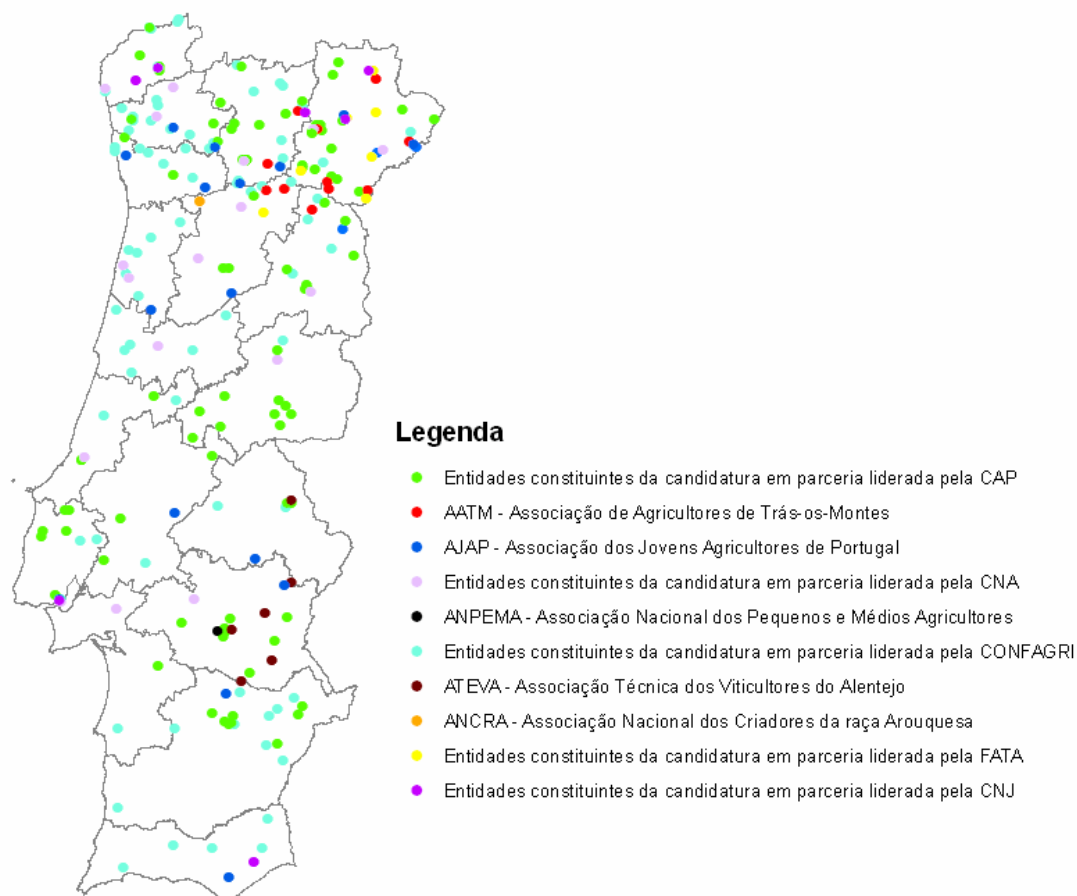 Legenda
Entidades constituintes da candidatura em parceria liderada pela CAP
AATM - Associação de Agricultores de Trás-os-Montes
AJAP - Associação dos Jovens Agricultores de Portugal
Entidades constituintes da candidatura em parceria liderada pela CNA
ANPEMA - Associação Nacional dos Pequenos e Médios Agricultores
Entidades constituintes da candidatura em parceria liderada pela CONFAGRI
ATEVA - Associação Técnica dos Viticultores do Alentejo
ANCRA - Associação Nacional dos Criadores da raça Arouquesa
Entidades constituintes da candidatura em parceria liderada pela FATA
Entidades constituintes da candidatura em parceria liderada pela CNJ